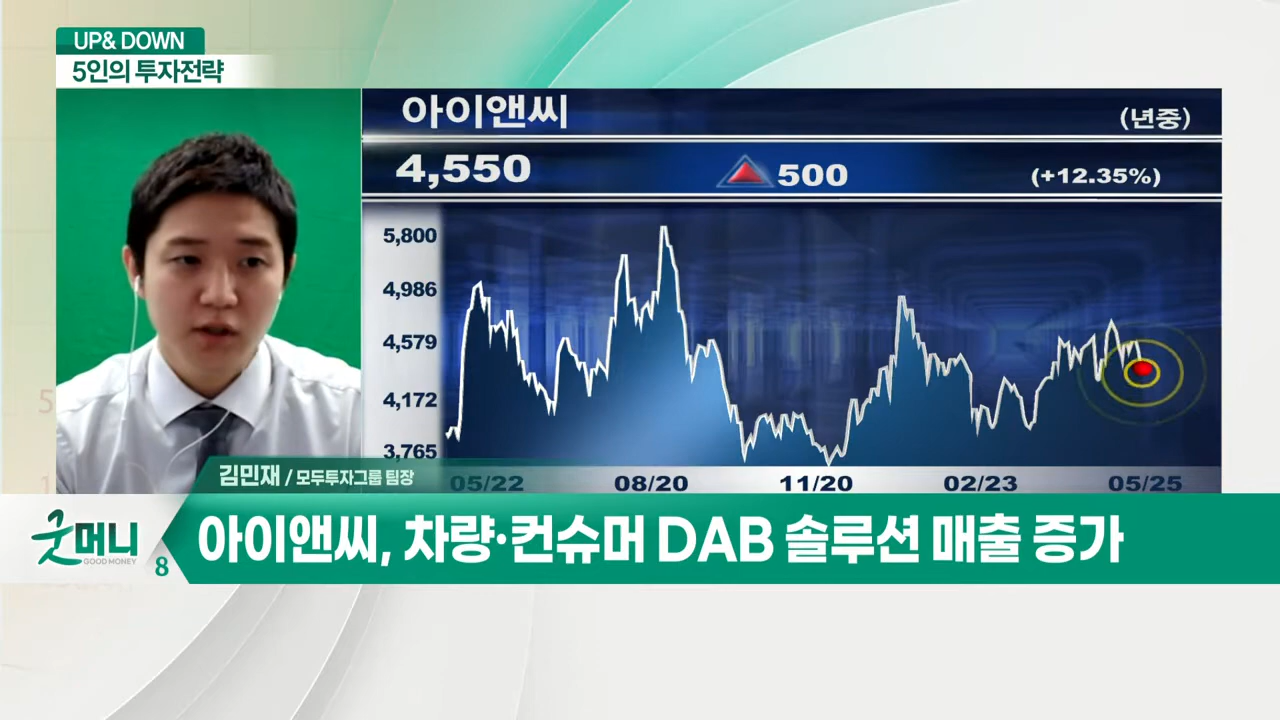 UP& DOWN
5인의 투자전략
아이앤씨 (년중)
4,550 500 (+12.35%)
5,800
4,986
4,579
4,172
3,765
05/22 08/20 11/20 02/23 05/25
5
1
김민재 / 모두투자그룹 팀장
굿머니
GOOD MONEY
8
아이앤씨, 차량·컨슈머 DAB 솔루션 매출 증가